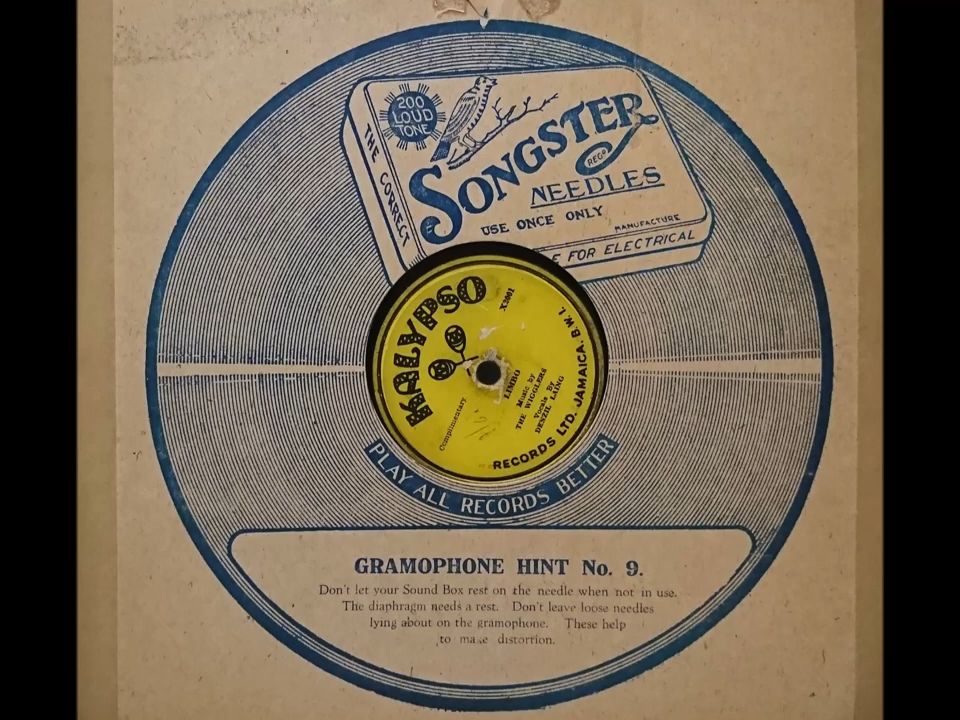 200
LOUD
TONE
THE CORRECT
SONGSTER
REGD
NEEDLES
USE ONCE ONLY
MANUFACTURE
FOR ELECTRICAL
KALYPSO
X2001
LIMBO
Music by
THE WIGGLERS
Vocals By
DENZIL LAING
Complimentary
RECORDS LTD. JAMAICA. B.W.I.
PLAY ALL RECORDS BETTER
GRAMOPHONE HINT No. 9.
Don't let your Sound Box rest on the needle when not in use.
The diaphragm needs a rest. Don't leave loose needles
lying about on the gramophone. These help
to make distortion.